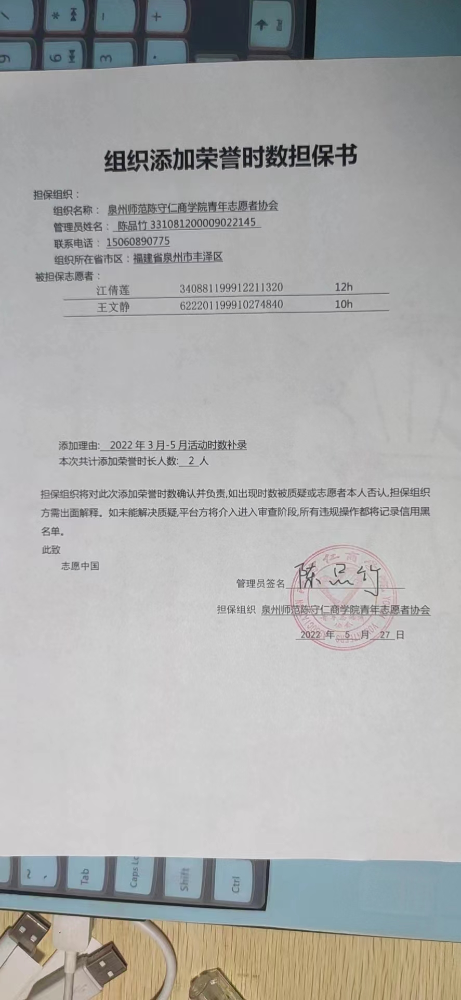 * -  +  End
9 6 3 .
组织添加荣誉时数担保书
担保组织：
组织名称： 泉州师范陈守仁商学院青年志愿者协会
管理员姓名： 陈品竹 331081200009022145
联系电话： 15060890775
组织所在省市区：福建省泉州市丰泽区
被担保志愿者：
江倩莲 340881199912211320 12h
王文静 622201199910274840 10h
添加理由: 2022 年 3 月-5 月活动时数补录
本次共计添加荣誉时长人数: 2 人
担保组织将对此次添加荣誉时数确认并负责,如出现时数被质疑或志愿者本人否认,担保组织
方需出面解释。如未能解决质疑,平台方将介入进入审查阶段,所有违规操作都将记录信用黑
名单。
此致
志愿中国
管理员签名 陈品竹
担保组织 泉州师范陈守仁商学院青年志愿者协会
2022 年 5 月 27 日
Tab Caps Lo Shift Ctrl